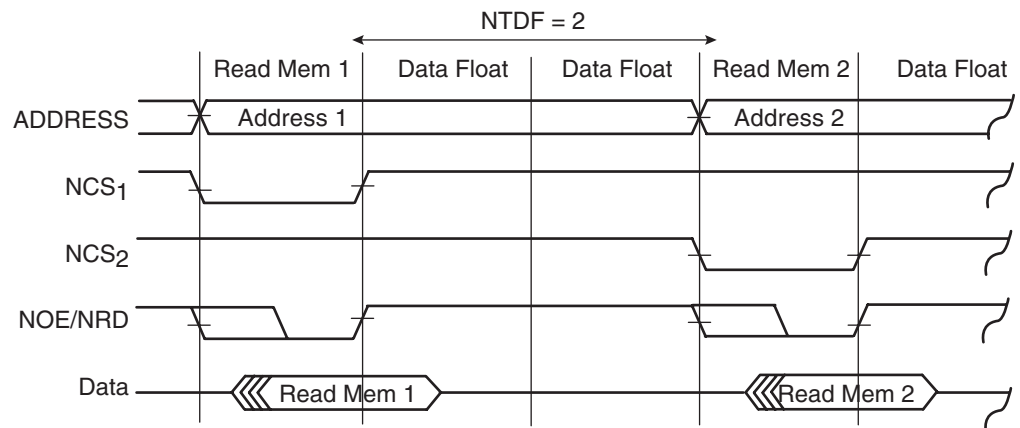 NTDF = 2
Read Mem 1 Data Float Data Float Read Mem 2 Data Float
ADDRESS Address 1 Address 2
NCS1
NCS2
NOE/NRD
Data Read Mem 1 Read Mem 2